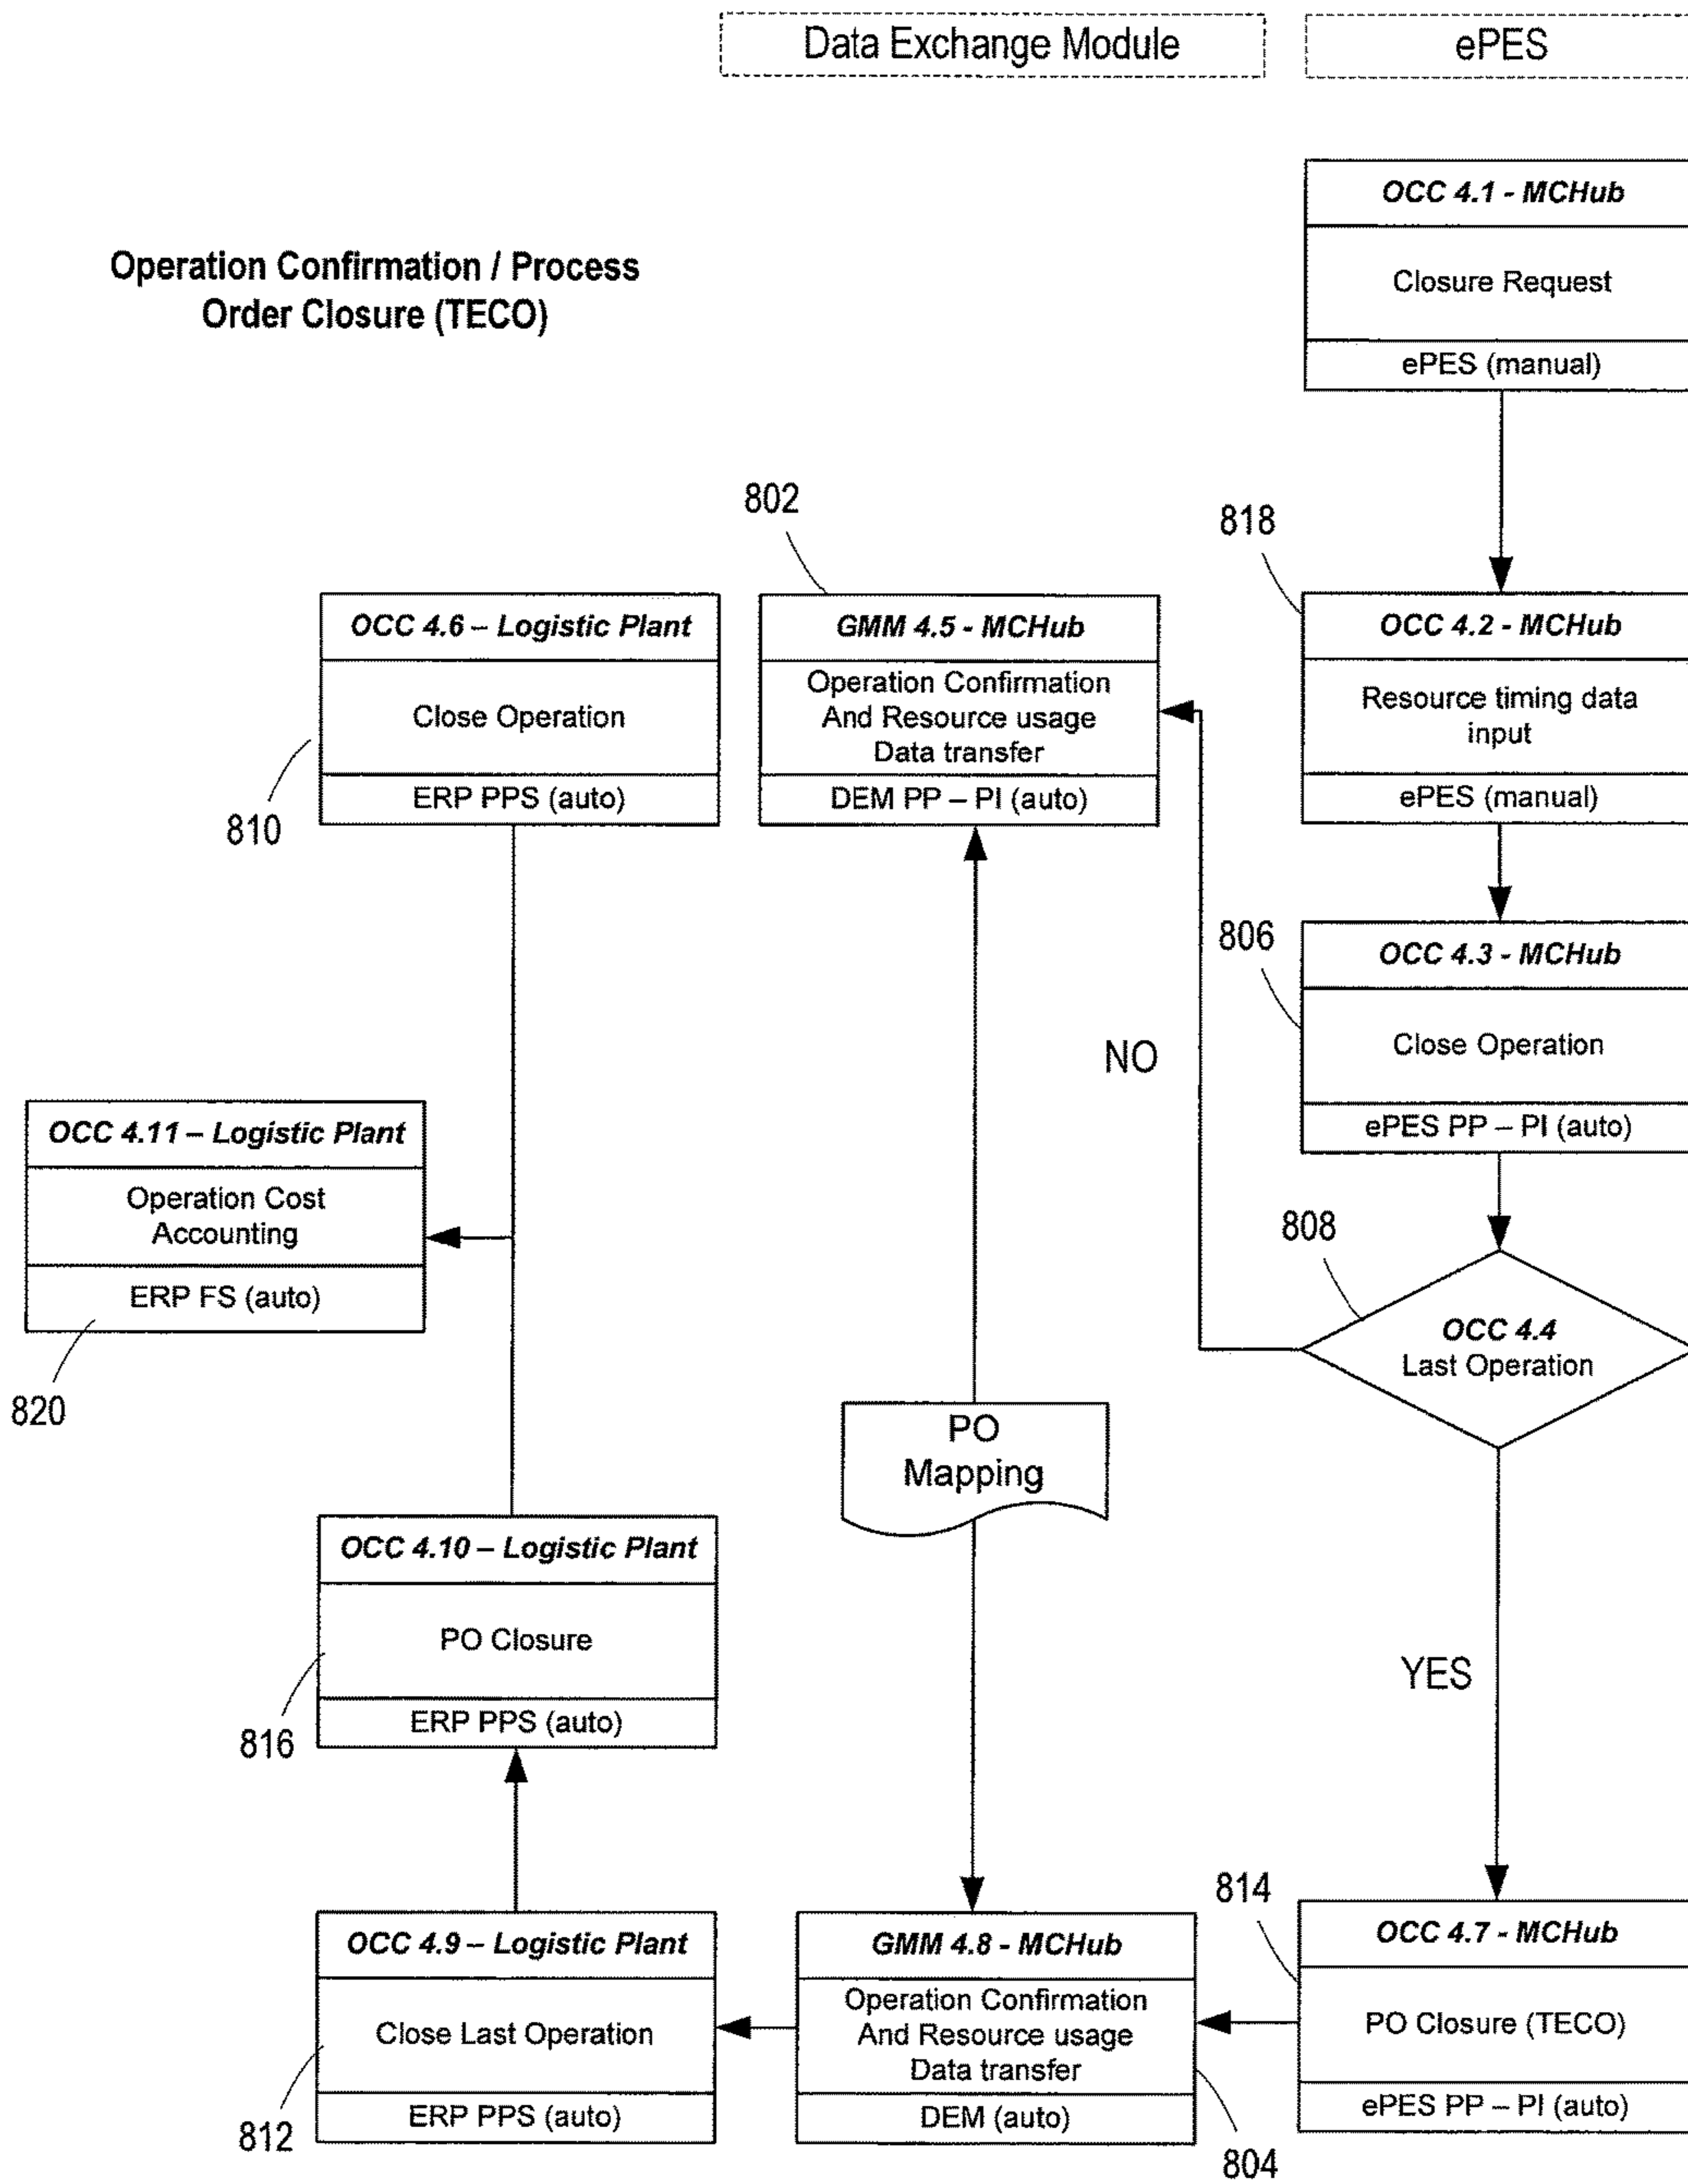 Data Exchange Module
ePES
OCC 4.1 - MCHub
Closure Request
ePES (manual)
Operation Confirmation / Process
Order Closure (TECO)
802
818
OCC 4.6 – Logistic Plant
Close Operation
ERP PPS (auto)
810
GMM 4.5 - MCHub
Operation Confirmation
And Resource usage
Data transfer
DEM PP – PI (auto)
OCC 4.2 - MCHub
Resource timing data
input
ePES (manual)
806
OCC 4.3 - MCHub
Close Operation
ePES PP – PI (auto)
NO
OCC 4.11 – Logistic Plant
Operation Cost
Accounting
ERP FS (auto)
820
808
OCC 4.4
Last Operation
PO
Mapping
YES
OCC 4.10 – Logistic Plant
PO Closure
ERP PPS (auto)
816
814
OCC 4.9 – Logistic Plant
Close Last Operation
ERP PPS (auto)
812
GMM 4.8 - MCHub
Operation Confirmation
And Resource usage
Data transfer
DEM (auto)
804
OCC 4.7 - MCHub
PO Closure (TECO)
ePES PP – PI (auto)